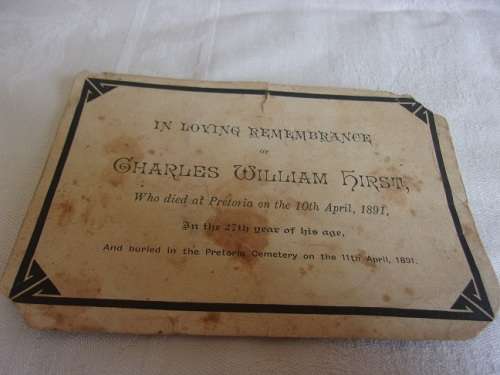 IN LOVING REMEMBRANCE
OF
CHARLES WILLIAM HIRST,
Who died at Pretoria on the 10th April, 1891,
In the 27th year of his age,
And buried in the Pretoria Cemetery on the 11th April, 1891.